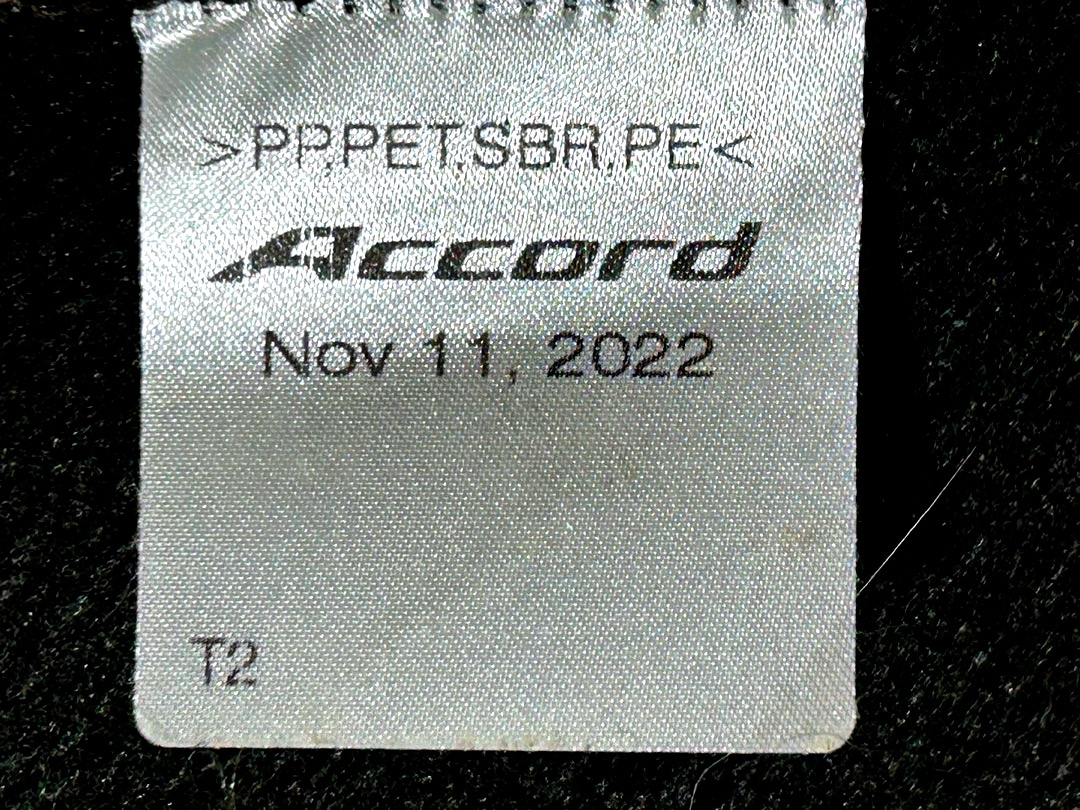 >PP,PET,SBR,PE<
Accord
Nov 11, 2022
T2